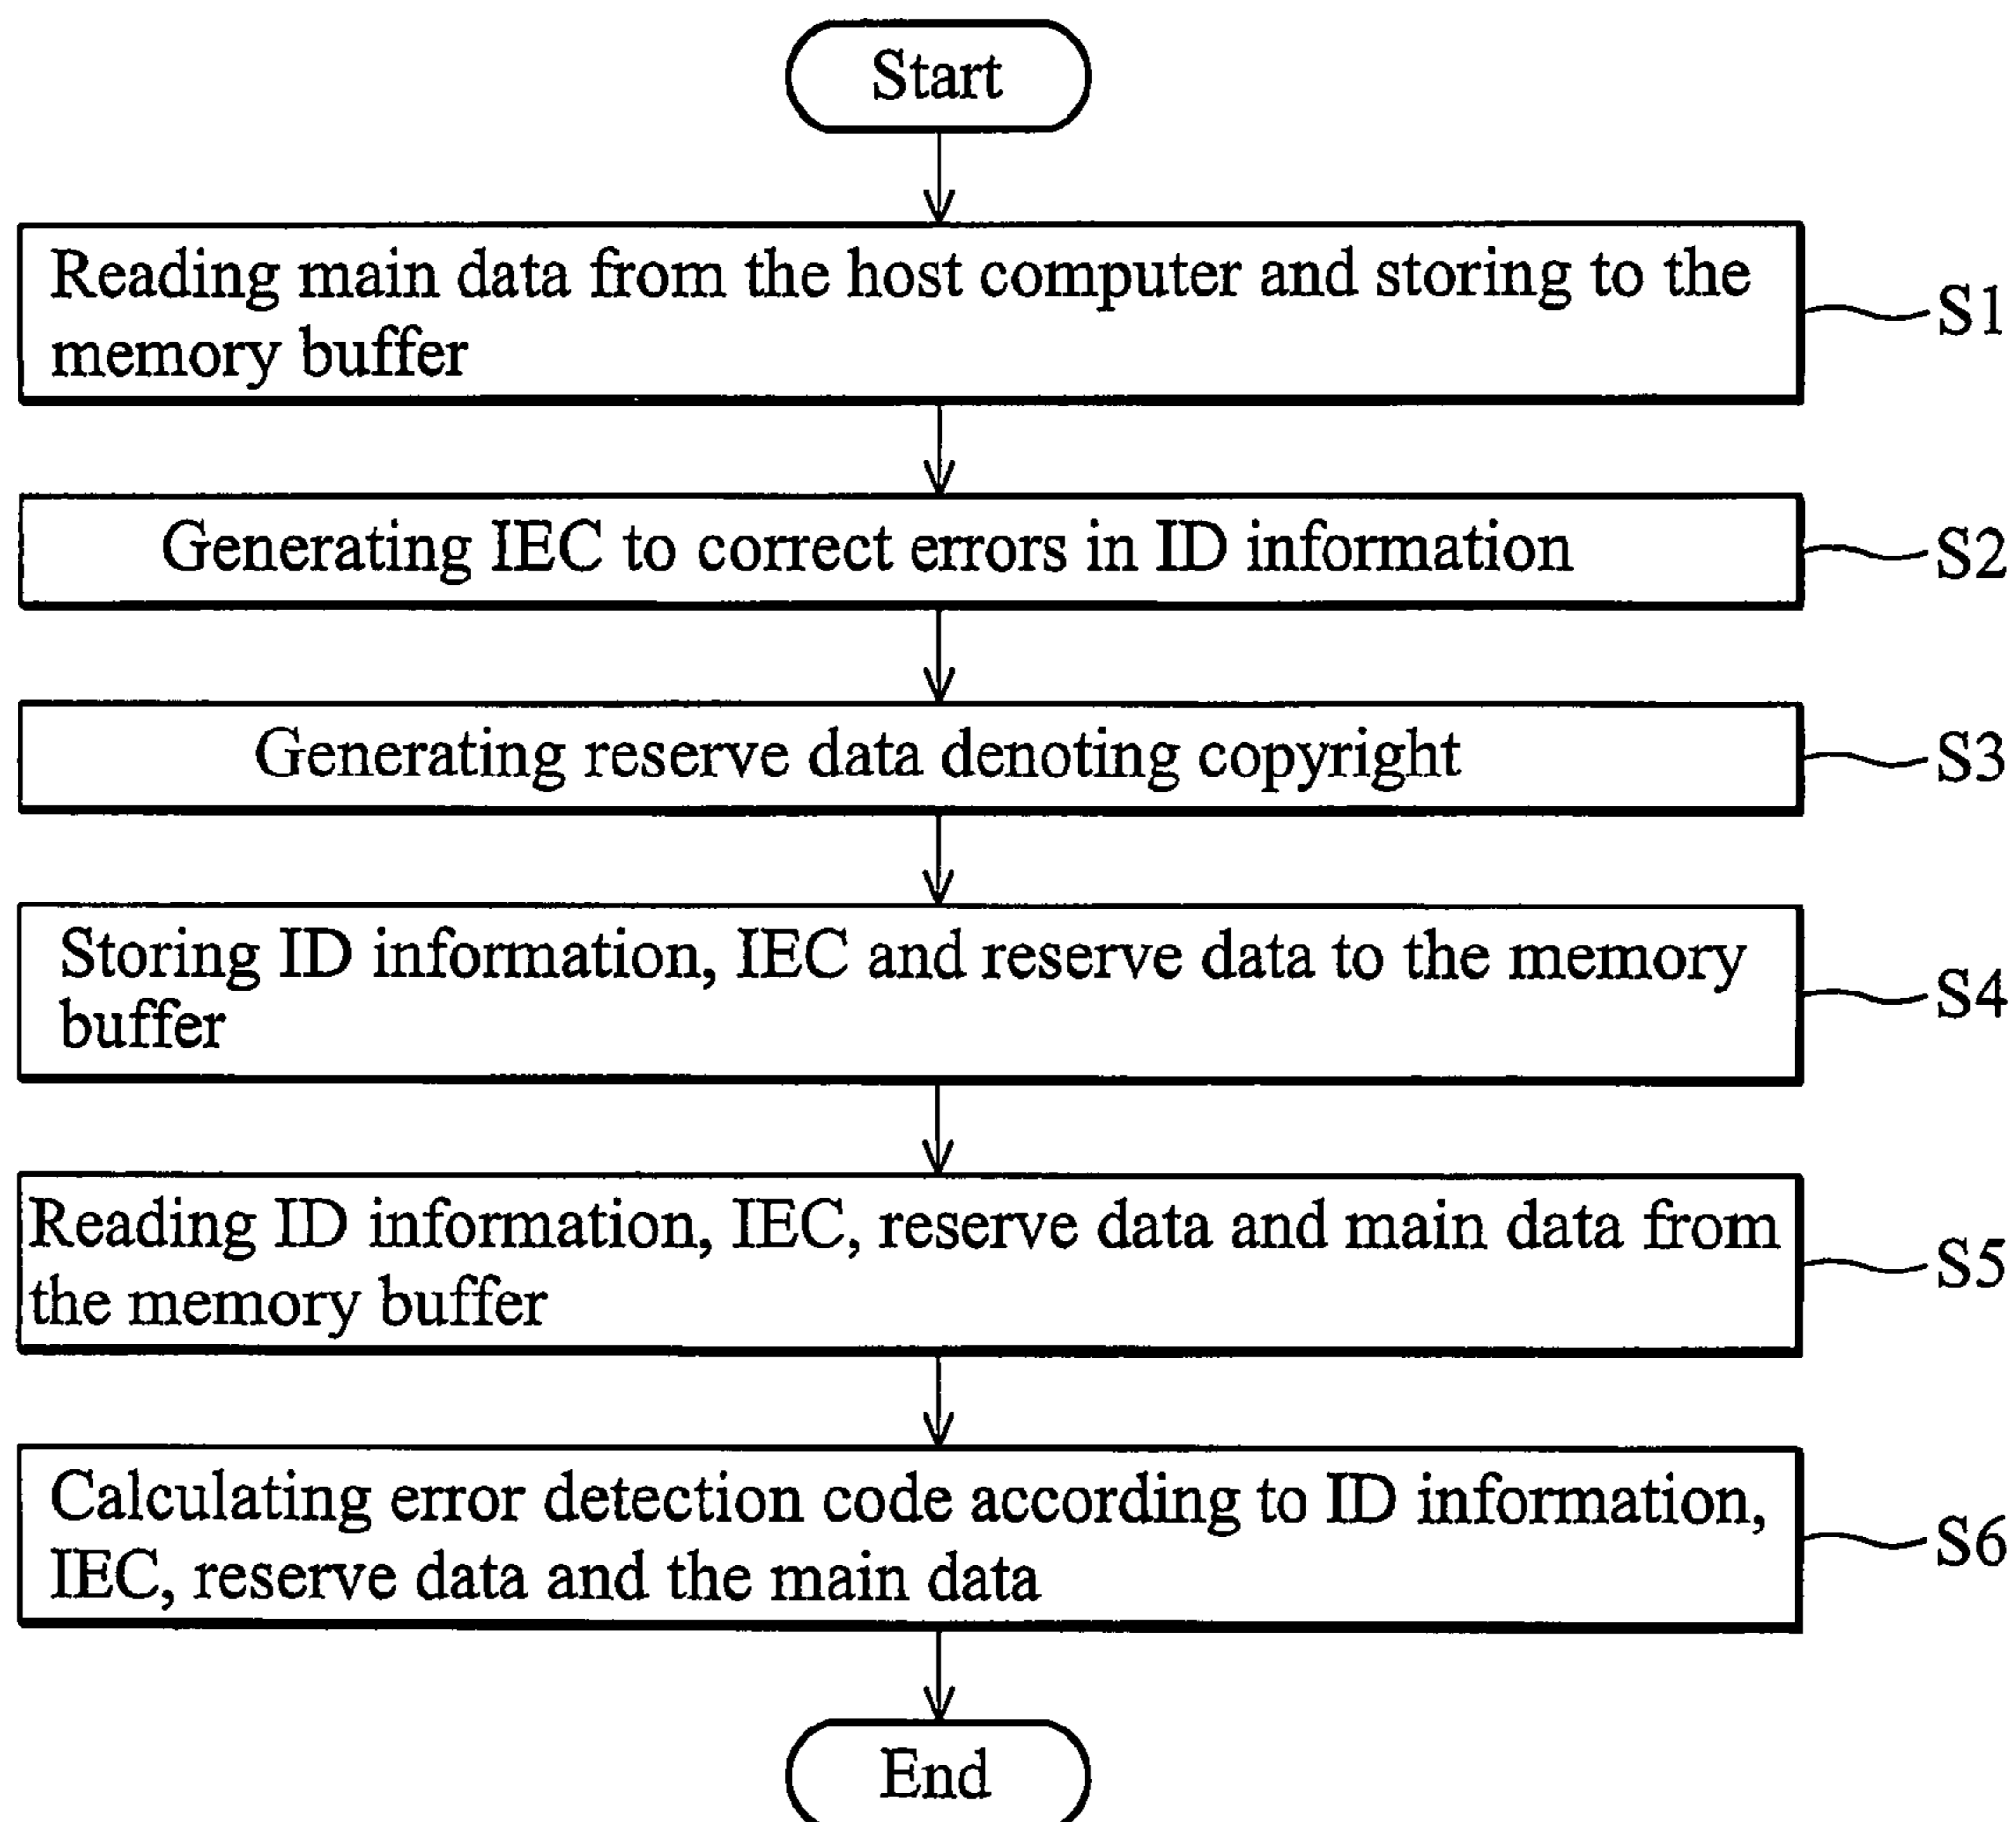 Start
Reading main data from the host computer and storing to the
memory buffer
S1
Generating IEC to correct errors in ID information
S2
Generating reserve data denoting copyright
S3
Storing ID information, IEC and reserve data to the memory
buffer
S4
Reading ID information, IEC, reserve data and main data from
the memory buffer
S5
Calculating error detection code according to ID information,
IEC, reserve data and the main data
S6
End